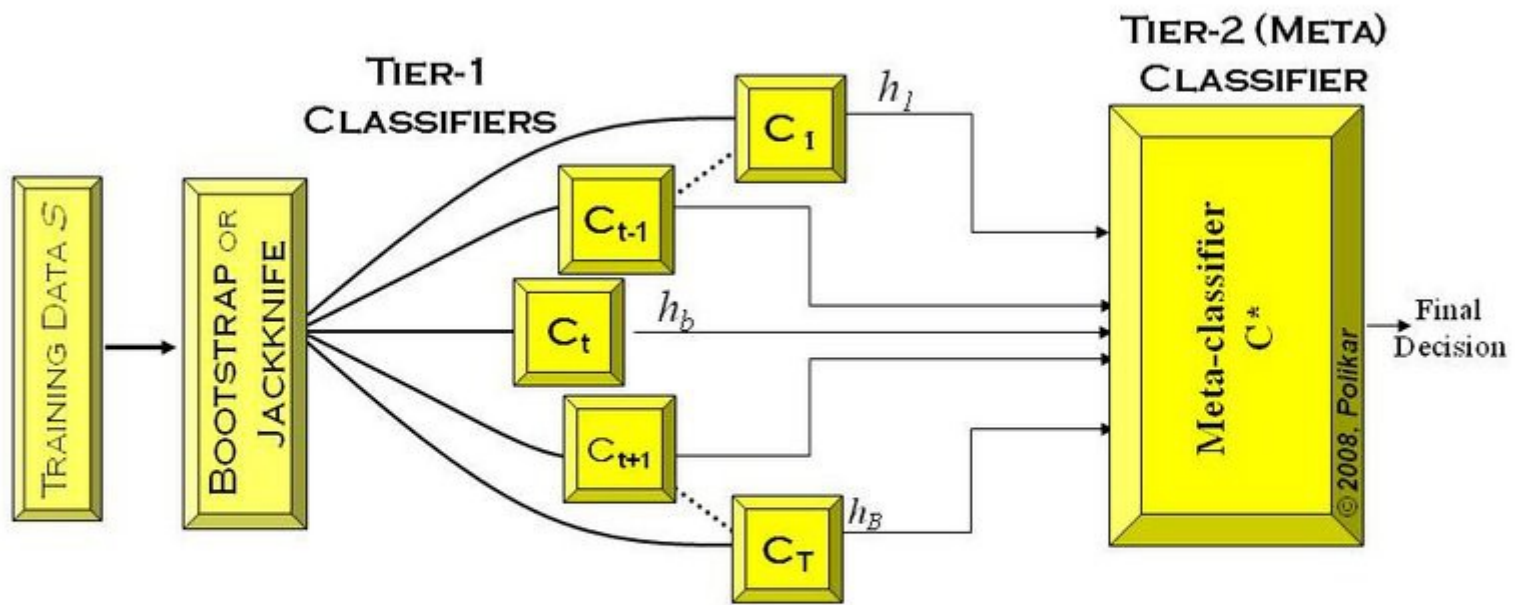 TIER-1
CLASSIFIERS
TIER-2 (META)
CLASSIFIER
TRAINING DATA S
BOOTSTRAP OR
JACKKNIFE
C1
h1
Ct-1
Ct
hb
Ct+1
CT
hB
Meta-classifier
C*
© 2008, Polikar
Final
Decision